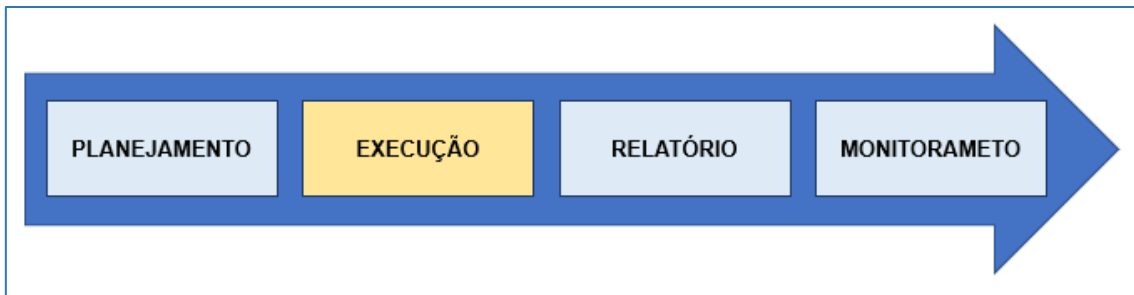 PLANEJAMENTO
EXECUÇÃO
RELATÓRIO
MONITORAMETO